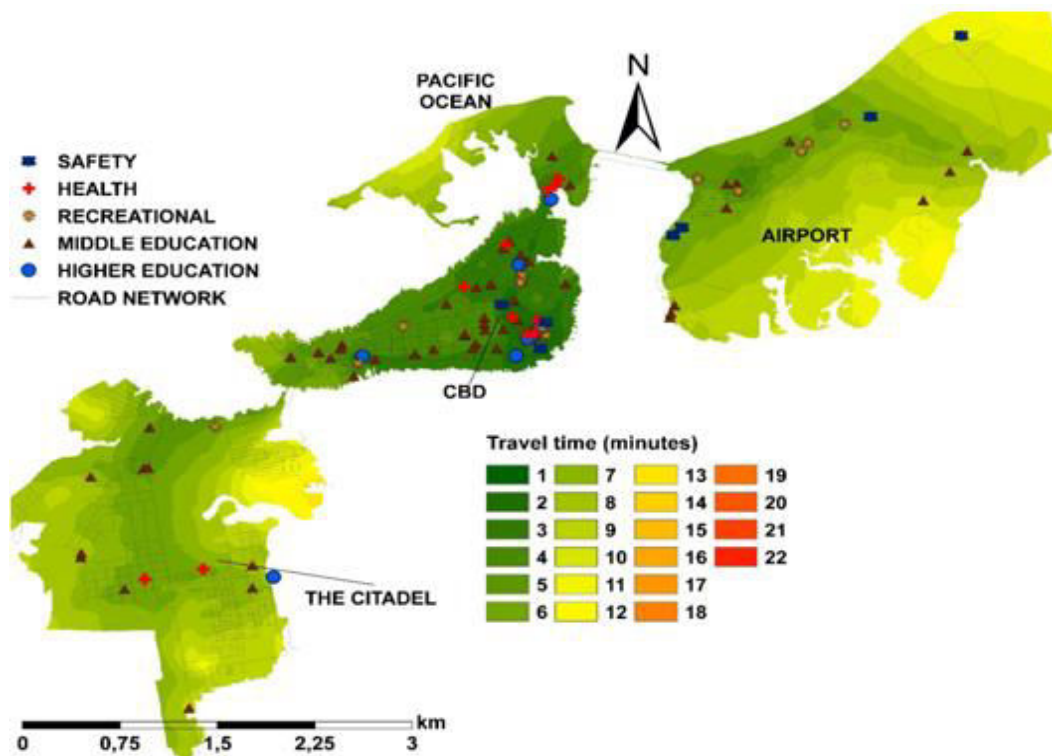 PACIFIC
OCEAN
N
SAFETY
HEALTH
RECREATIONAL
MIDDLE EDUCATION
HIGHER EDUCATION
ROAD NETWORK
AIRPORT
CBD
THE CITADEL
Travel time (minutes)
1 7 13 19
2 8 14 20
3 9 15 21
4 10 16 22
5 11 17
6 12 18
km
0 0,75 1,5 2,25 3